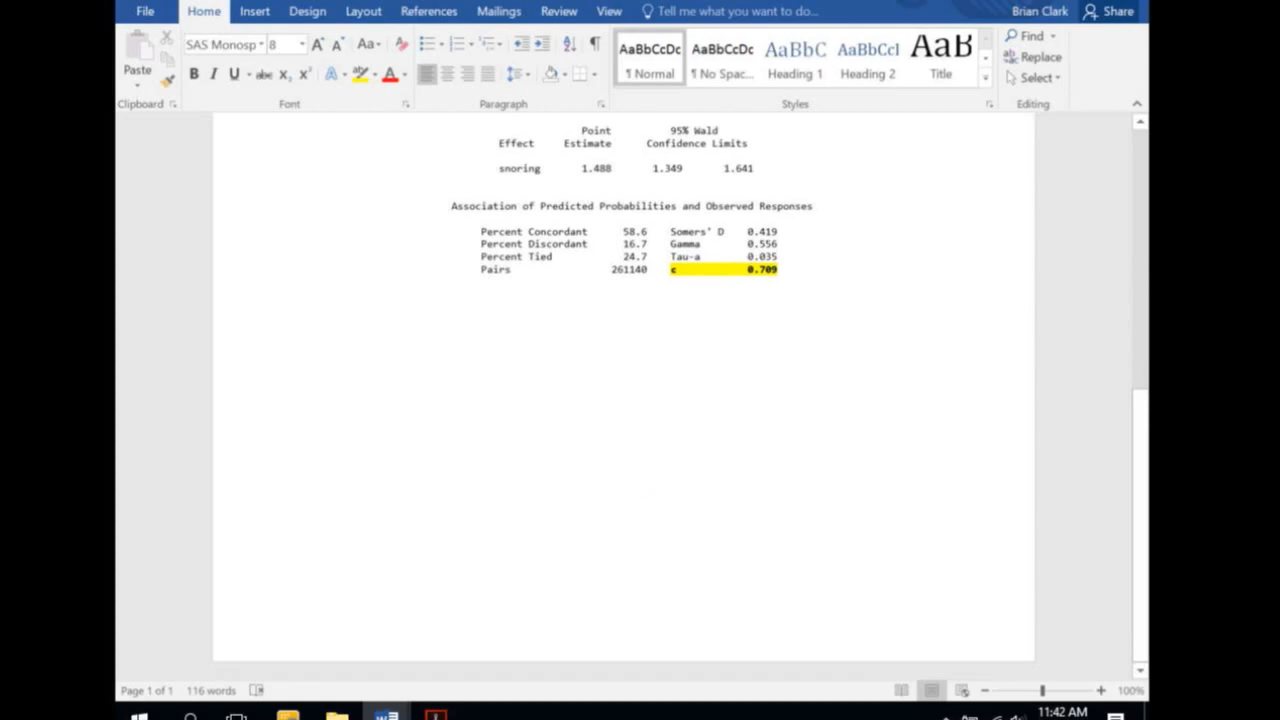 File Home Insert Design Layout References Mailings Review View Tell me what you want to do... Brian Clark Share
SAS Monosp 8 A A Aa AaBbCcDc AaBbCcDc AaBbC AaBbCcI AaB Find
Replace
Paste B I U abc X₂ X² A aby A ¶ Normal ¶ No Spac... Heading 1 Heading 2 Title Select
Clipboard Font Paragraph Styles Editing
Point 95% Wald
Effect Estimate Confidence Limits
snoring 1.488 1.349 1.641
Association of Predicted Probabilities and Observed Responses
Percent Concordant 58.6 Somers' D 0.419
Percent Discordant 16.7 Gamma 0.556
Percent Tied 24.7 Tau-a 0.035
Pairs 261140 c 0.709
Page 1 of 1 116 words 100%
11:42 AM